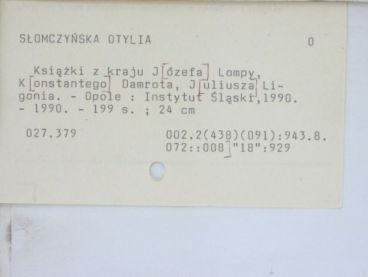 SŁOMCZYŃSKA OTYLIA 0
Książki z kraju J[ózefa] Lompy,
K[onstantego] Damrota, J[uliusza] Li-
gonia. - Opole : Instytut Śląski,1990.
- 1990. - 199 s. ; 24 cm
027.379 002.2(438)(091):943.8.
072::008]"18":929